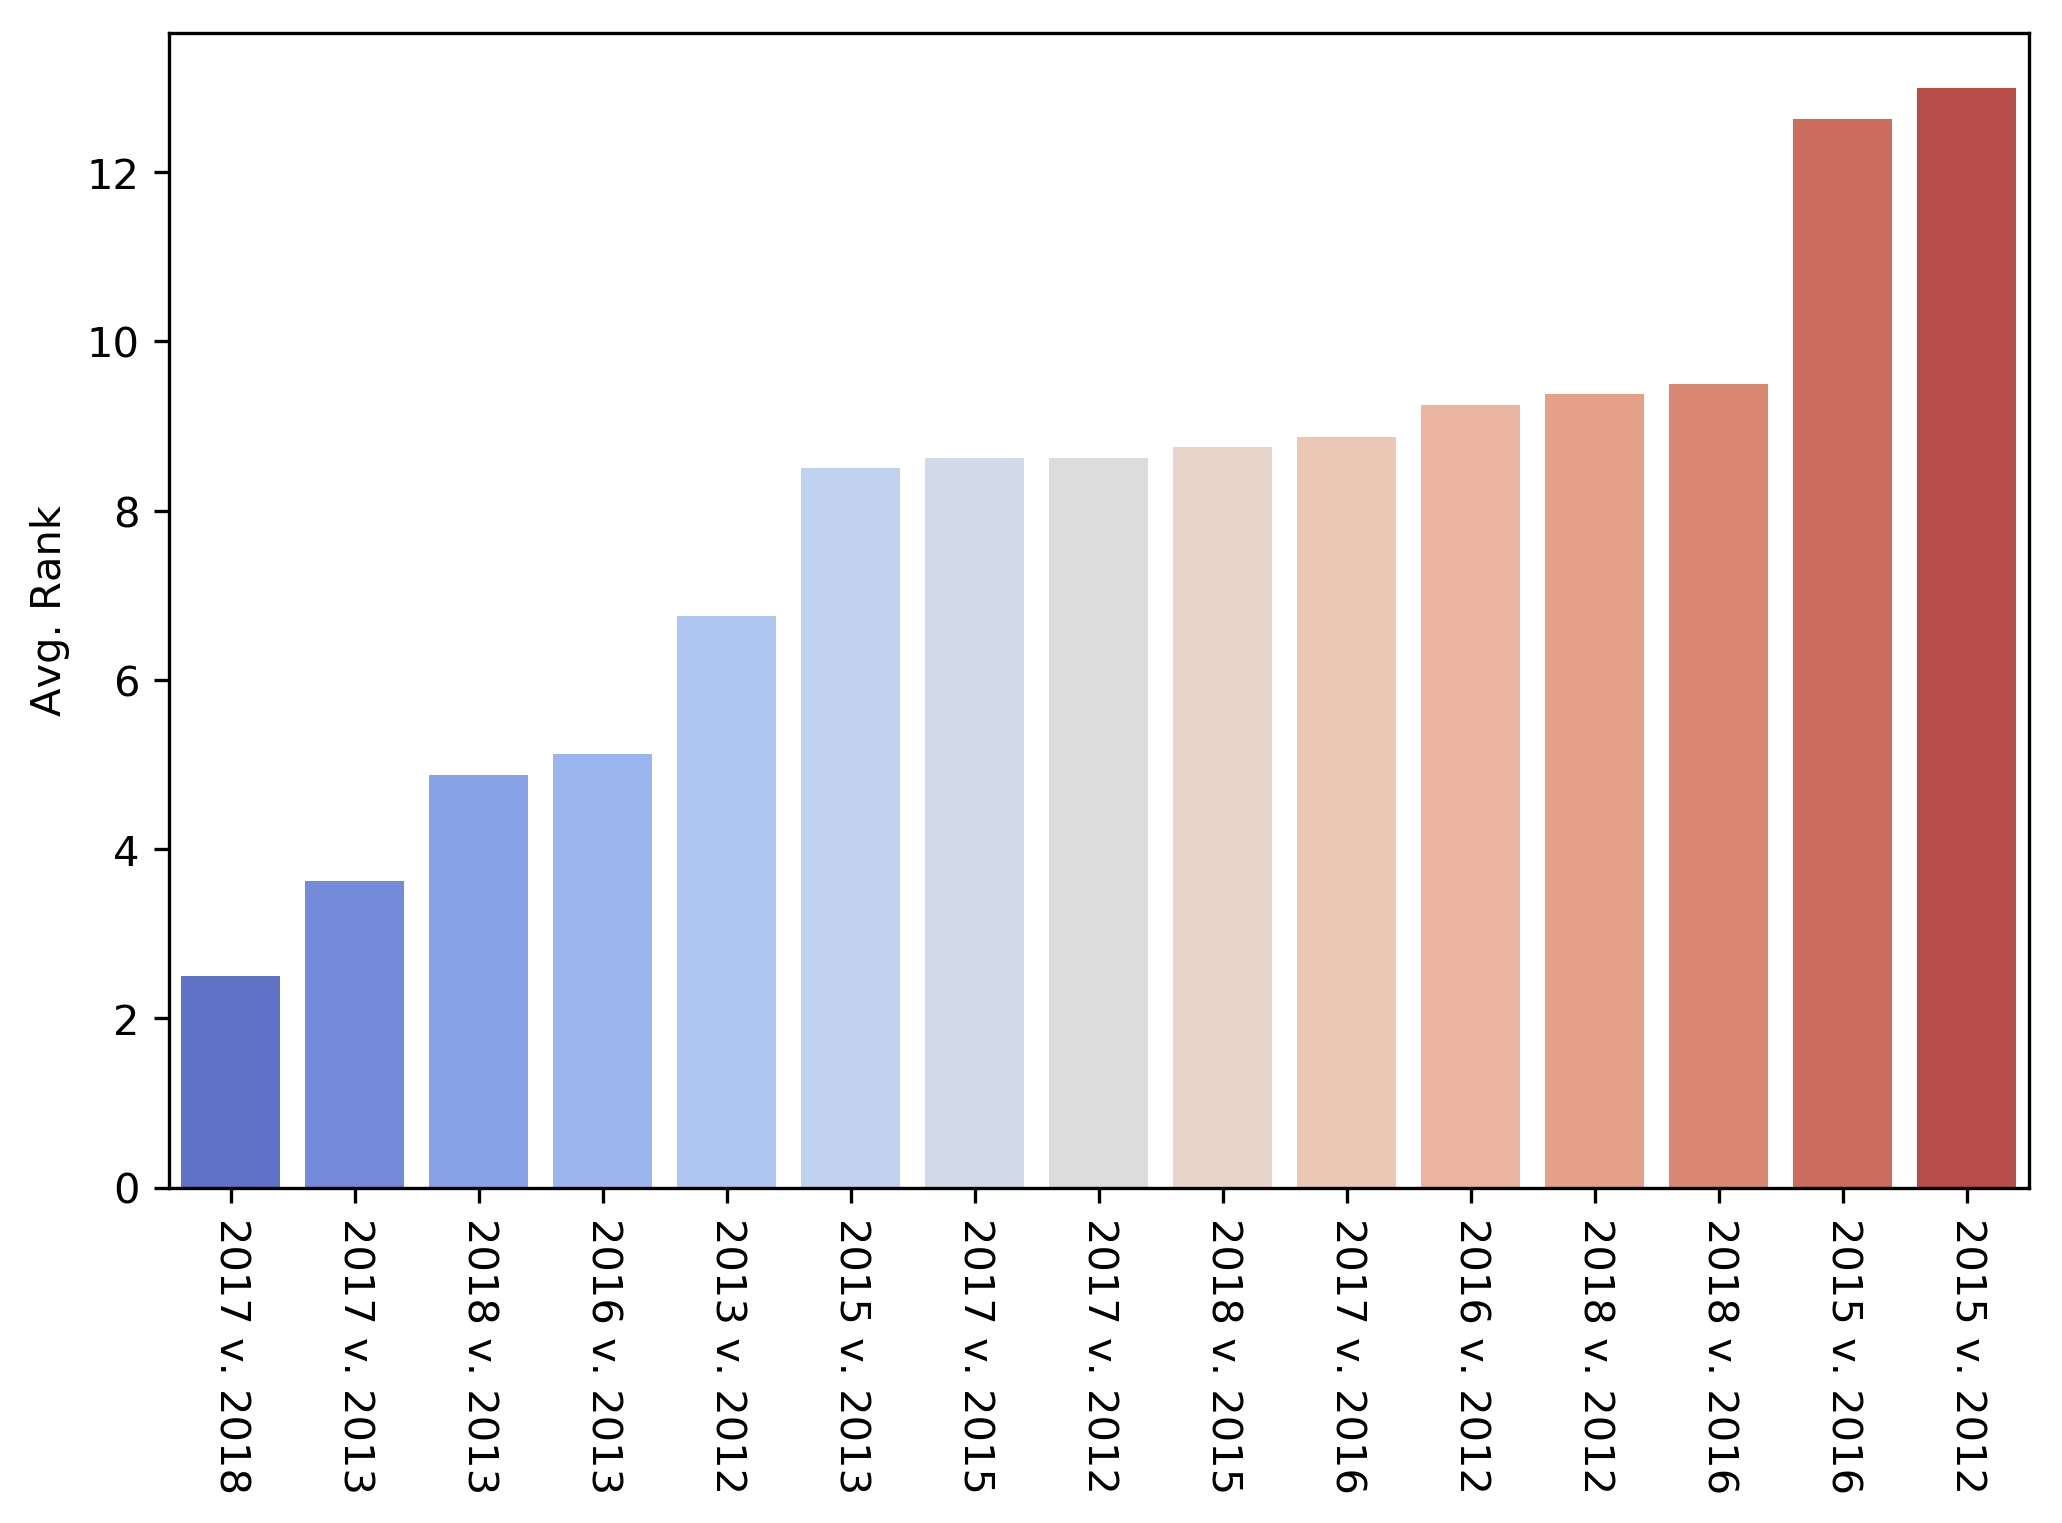 12
10
8
6
4
2
0
Avg. Rank
2017 v. 2018
2017 v. 2013
2018 v. 2013
2016 v. 2013
2013 v. 2012
2015 v. 2013
2017 v. 2015
2017 v. 2012
2018 v. 2015
2017 v. 2016
2016 v. 2012
2018 v. 2012
2018 v. 2016
2015 v. 2016
2015 v. 2012